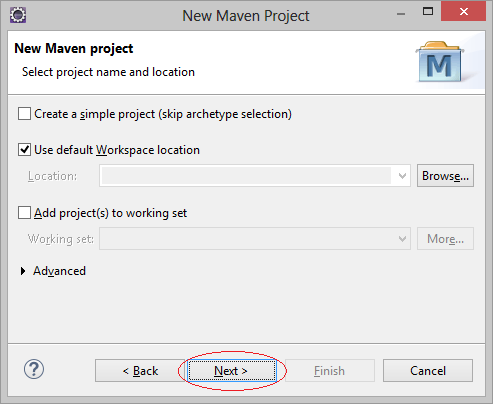 New Maven Project
New Maven project
Select project name and location
M
Create a simple project (skip archetype selection)
Use default Workspace location
Location:
Browse...
Add project(s) to working set
Working set:
More...
Advanced
?
< Back
Next >
Finish
Cancel